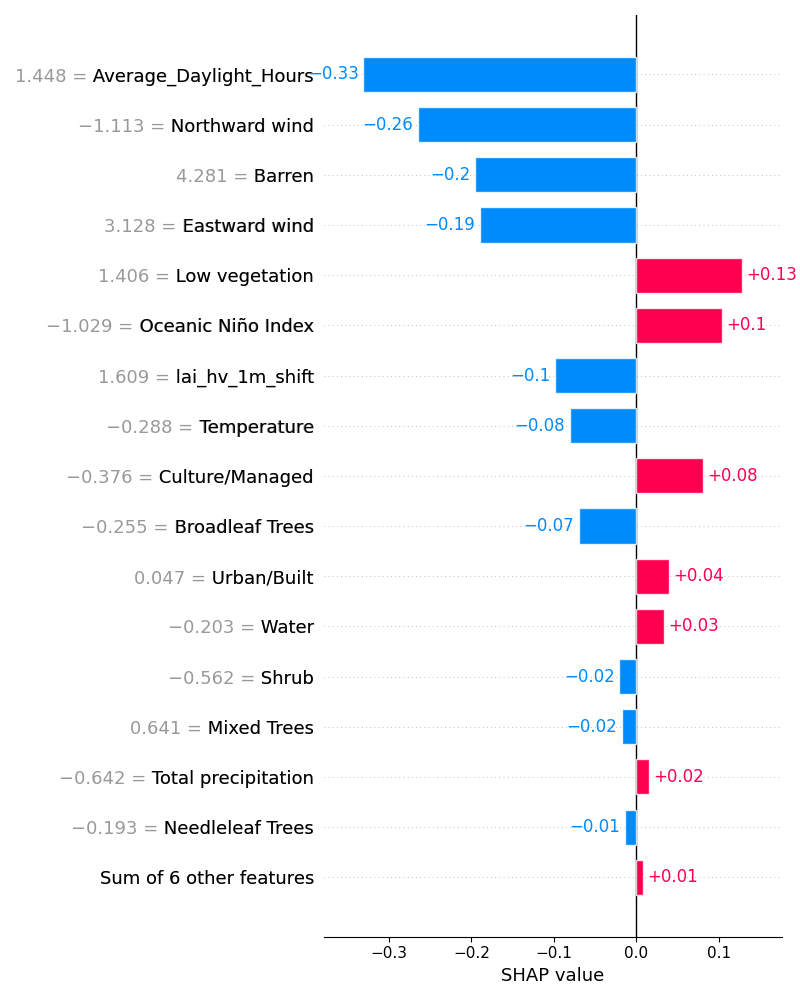 1.448 = Average_Daylight_Hours −0.33
−1.113 = Northward wind −0.26
4.281 = Barren −0.2
3.128 = Eastward wind −0.19
1.406 = Low vegetation +0.13
−1.029 = Oceanic Niño Index +0.1
1.609 = lai_hv_1m_shift −0.1
−0.288 = Temperature −0.08
−0.376 = Culture/Managed +0.08
−0.255 = Broadleaf Trees −0.07
0.047 = Urban/Built +0.04
−0.203 = Water +0.03
−0.562 = Shrub −0.02
0.641 = Mixed Trees −0.02
−0.642 = Total precipitation +0.02
−0.193 = Needleleaf Trees −0.01
Sum of 6 other features +0.01
−0.3 −0.2 −0.1 0.0 0.1
SHAP value